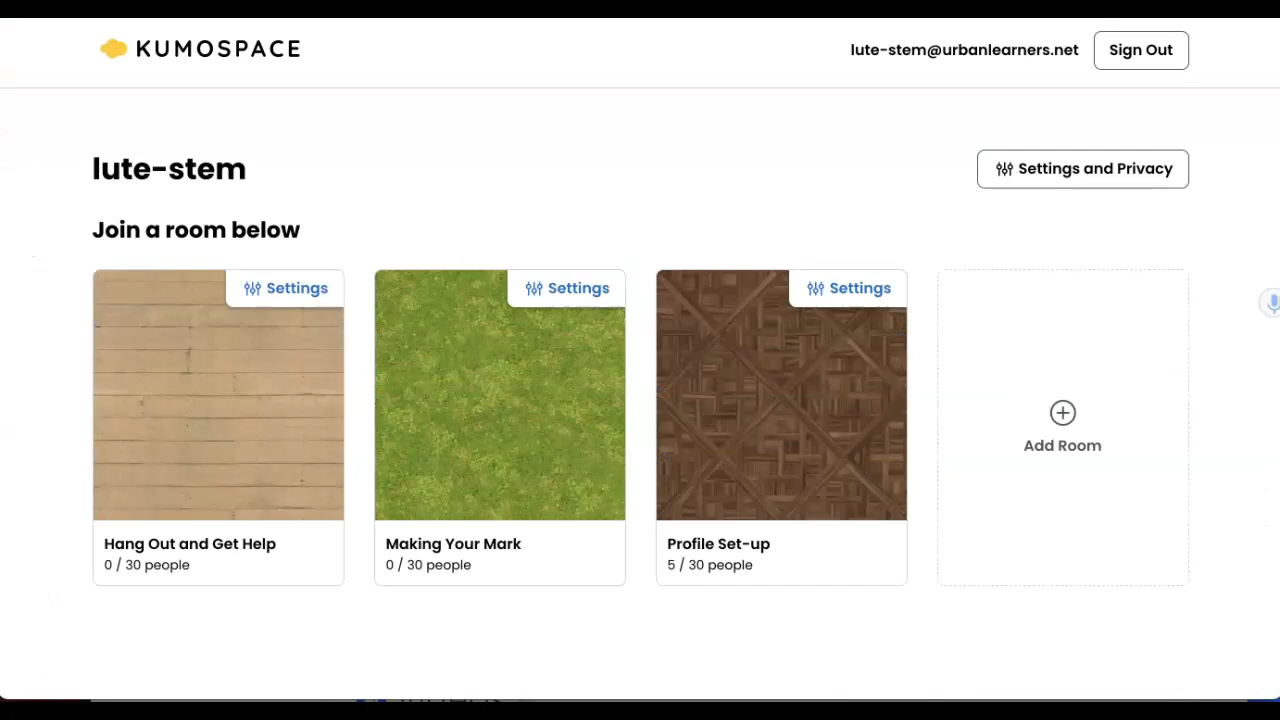 KUMOSPACE
lute-stem@urbanlearners.net
Sign Out
lute-stem
Settings and Privacy
Join a room below
Settings
Settings
Settings
Add Room
Hang Out and Get Help
0 / 30 people
Making Your Mark
0 / 30 people
Profile Set-up
5 / 30 people